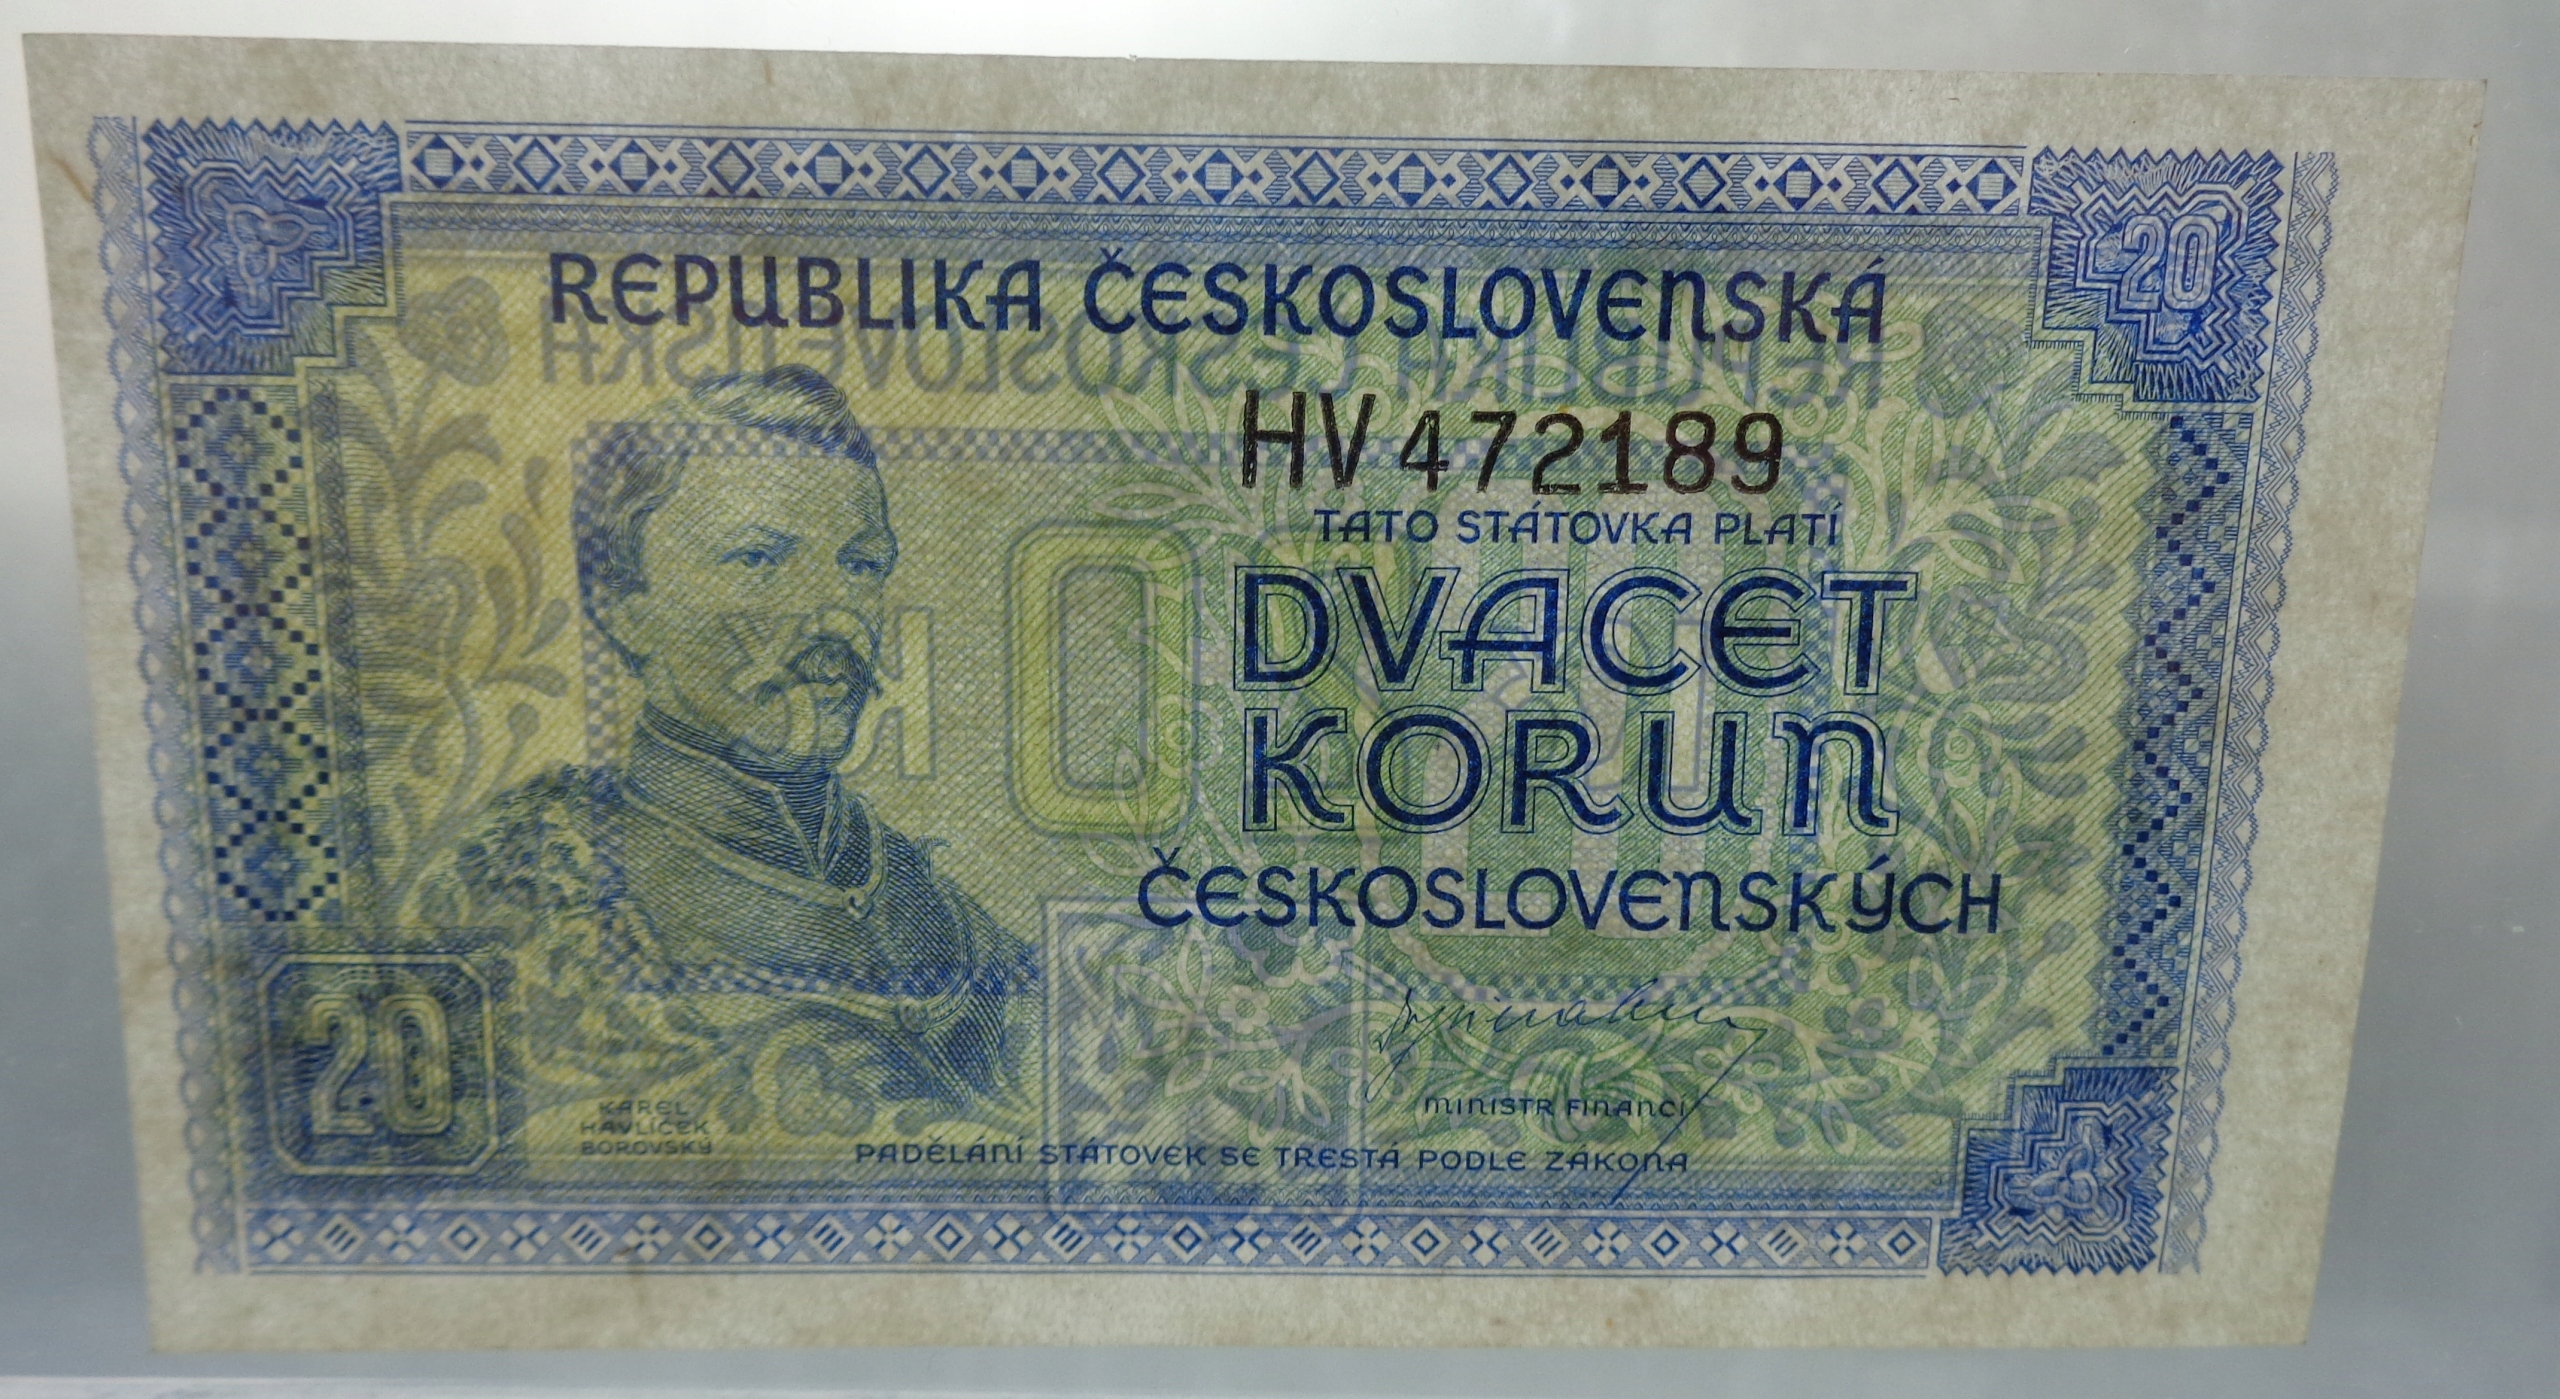 20
REPUBLIKA ČESKOSLOVENSKÁ
HV 472189
TATO STÁTOVKA PLATÍ
DVACET
KORUN
ČESKOSLOVENSKÝCH
20
KAREL
HAVLÍČEK
BOROVSKÝ
MINISTR FINANCÍ
PADĚLÁNÍ STÁTOVEK SE TRESTÁ PODLE ZÁKONA